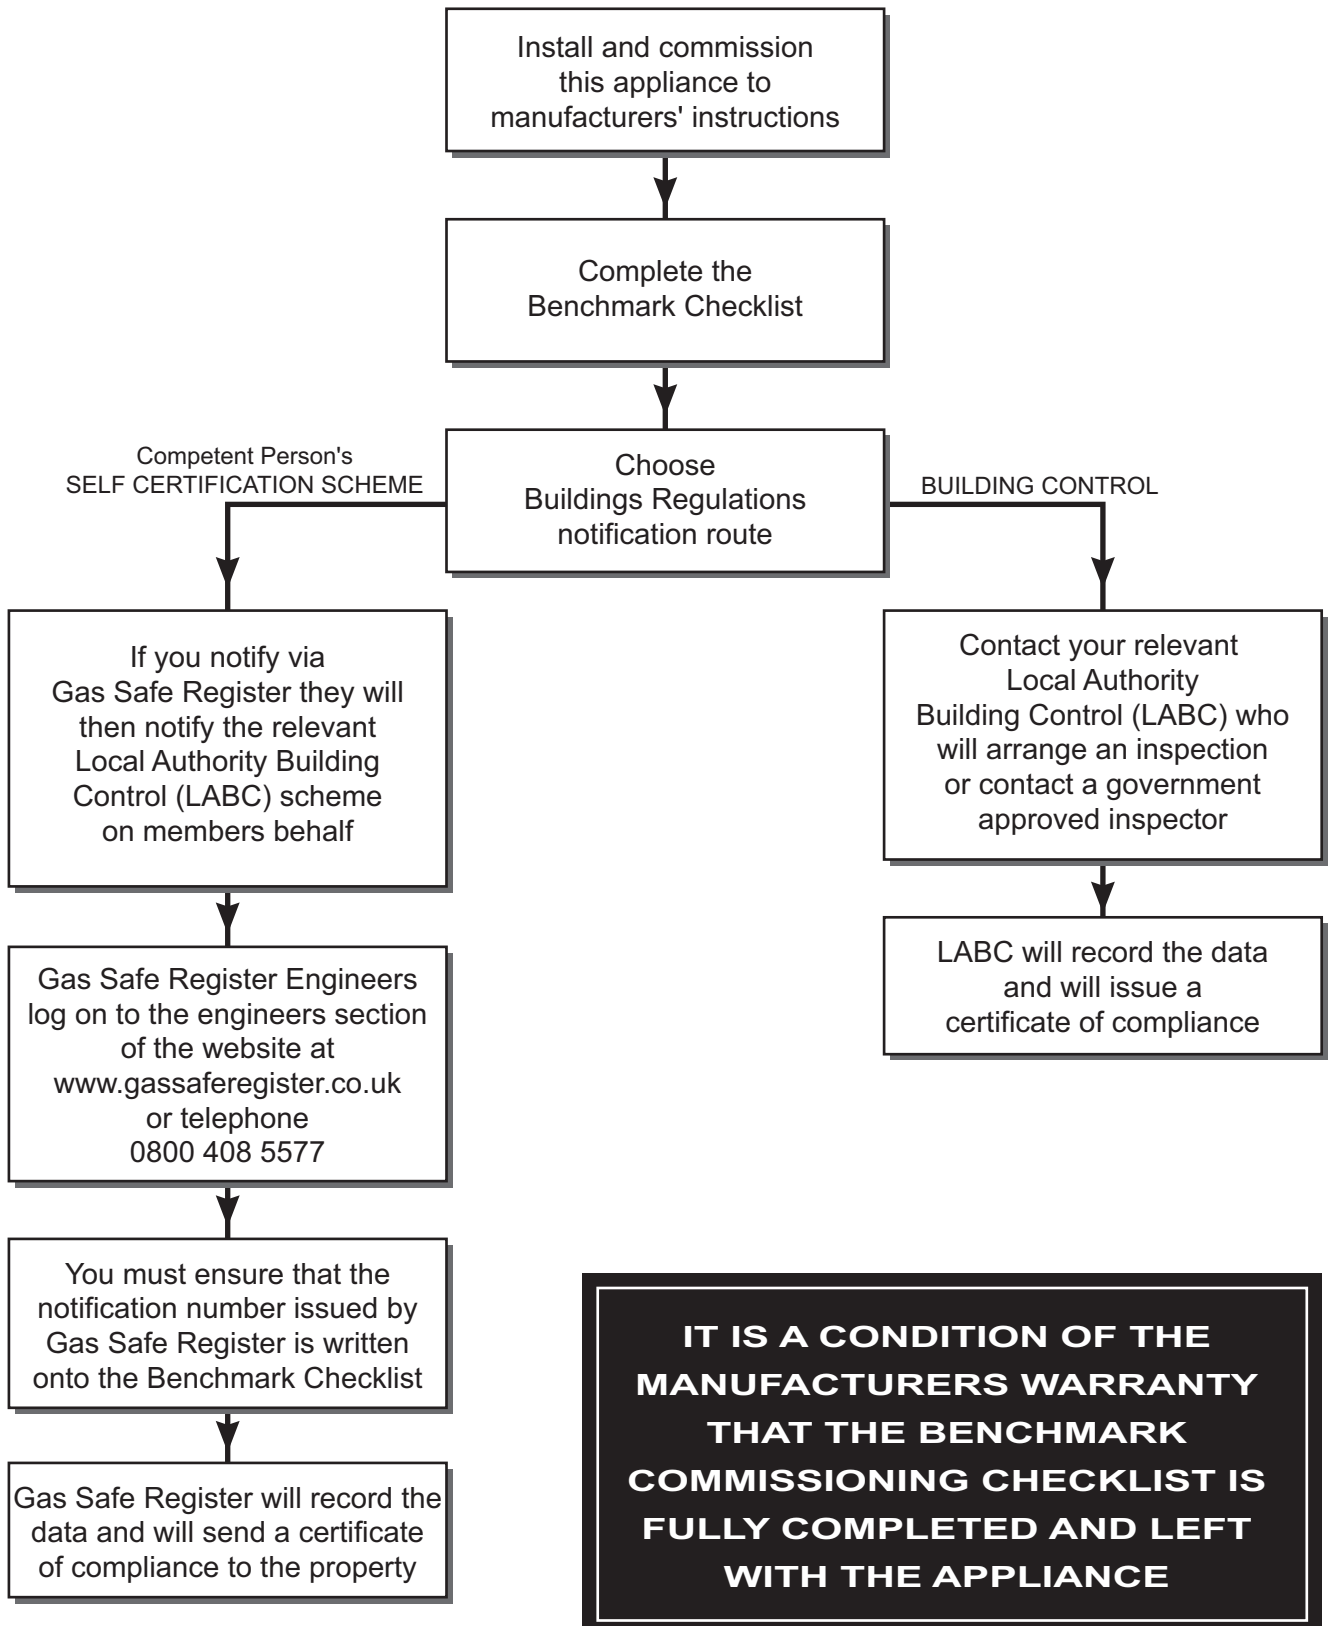 Install and commission
this appliance to
manufacturers' instructions
Complete the
Benchmark Checklist
Choose
Buildings Regulations
notification route
Competent Person's
SELF CERTIFICATION SCHEME
BUILDING CONTROL
If you notify via
Gas Safe Register they will
then notify the relevant
Local Authority Building
Control (LABC) scheme
on members behalf
Gas Safe Register Engineers
log on to the engineers section
of the website at
www.gassaferegister.co.uk
or telephone
0800 408 5577
You must ensure that the
notification number issued by
Gas Safe Register is written
onto the Benchmark Checklist
Gas Safe Register will record the
data and will send a certificate
of compliance to the property
Contact your relevant
Local Authority
Building Control (LABC) who
will arrange an inspection
or contact a government
approved inspector
LABC will record the data
and will issue a
certificate of compliance
IT IS A CONDITION OF THE
MANUFACTURERS WARRANTY
THAT THE BENCHMARK
COMMISSIONING CHECKLIST IS
FULLY COMPLETED AND LEFT
WITH THE APPLIANCE